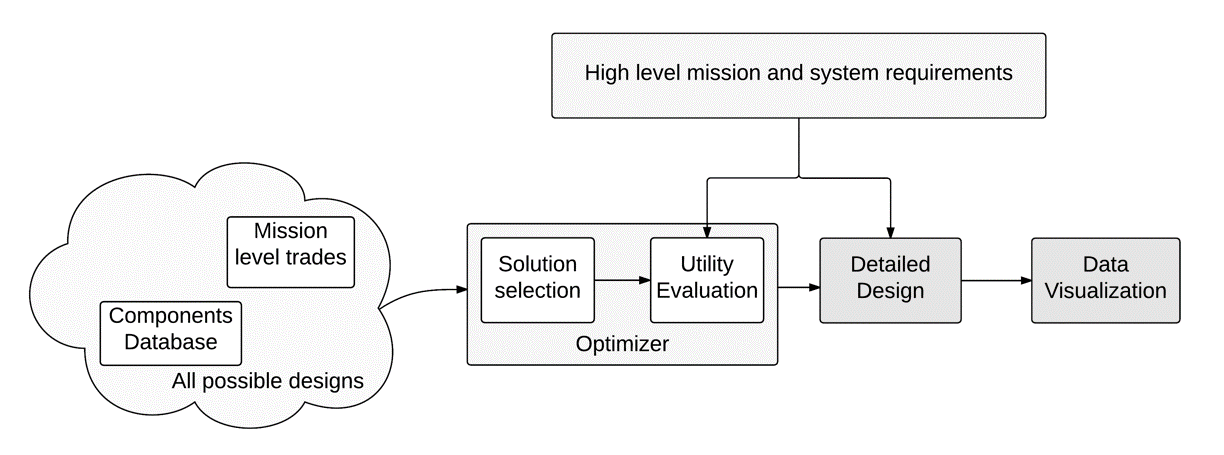 High level mission and system requirements
Mission
level trades
Components
Database
All possible designs
Solution
selection
Utility
Evaluation
Optimizer
Detailed
Design
Data
Visualization